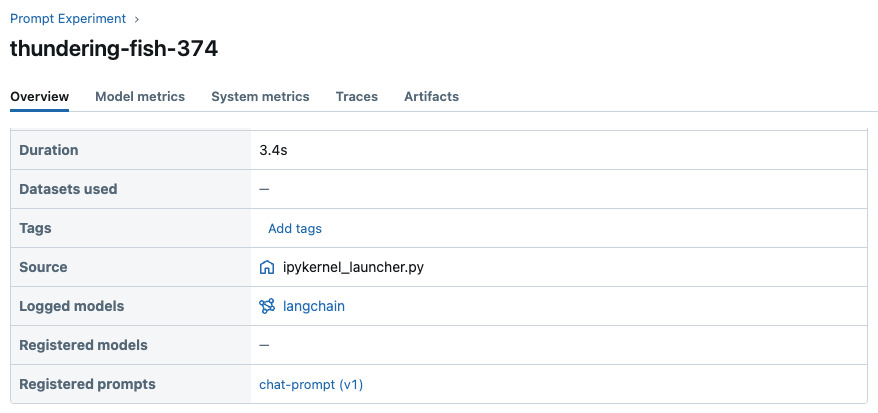 Prompt Experiment ›
thundering-fish-374
Overview Model metrics System metrics Traces Artifacts
Duration 3.4s
Datasets used —
Tags Add tags
Source ipykernel_launcher.py
Logged models langchain
Registered models —
Registered prompts chat-prompt (v1)